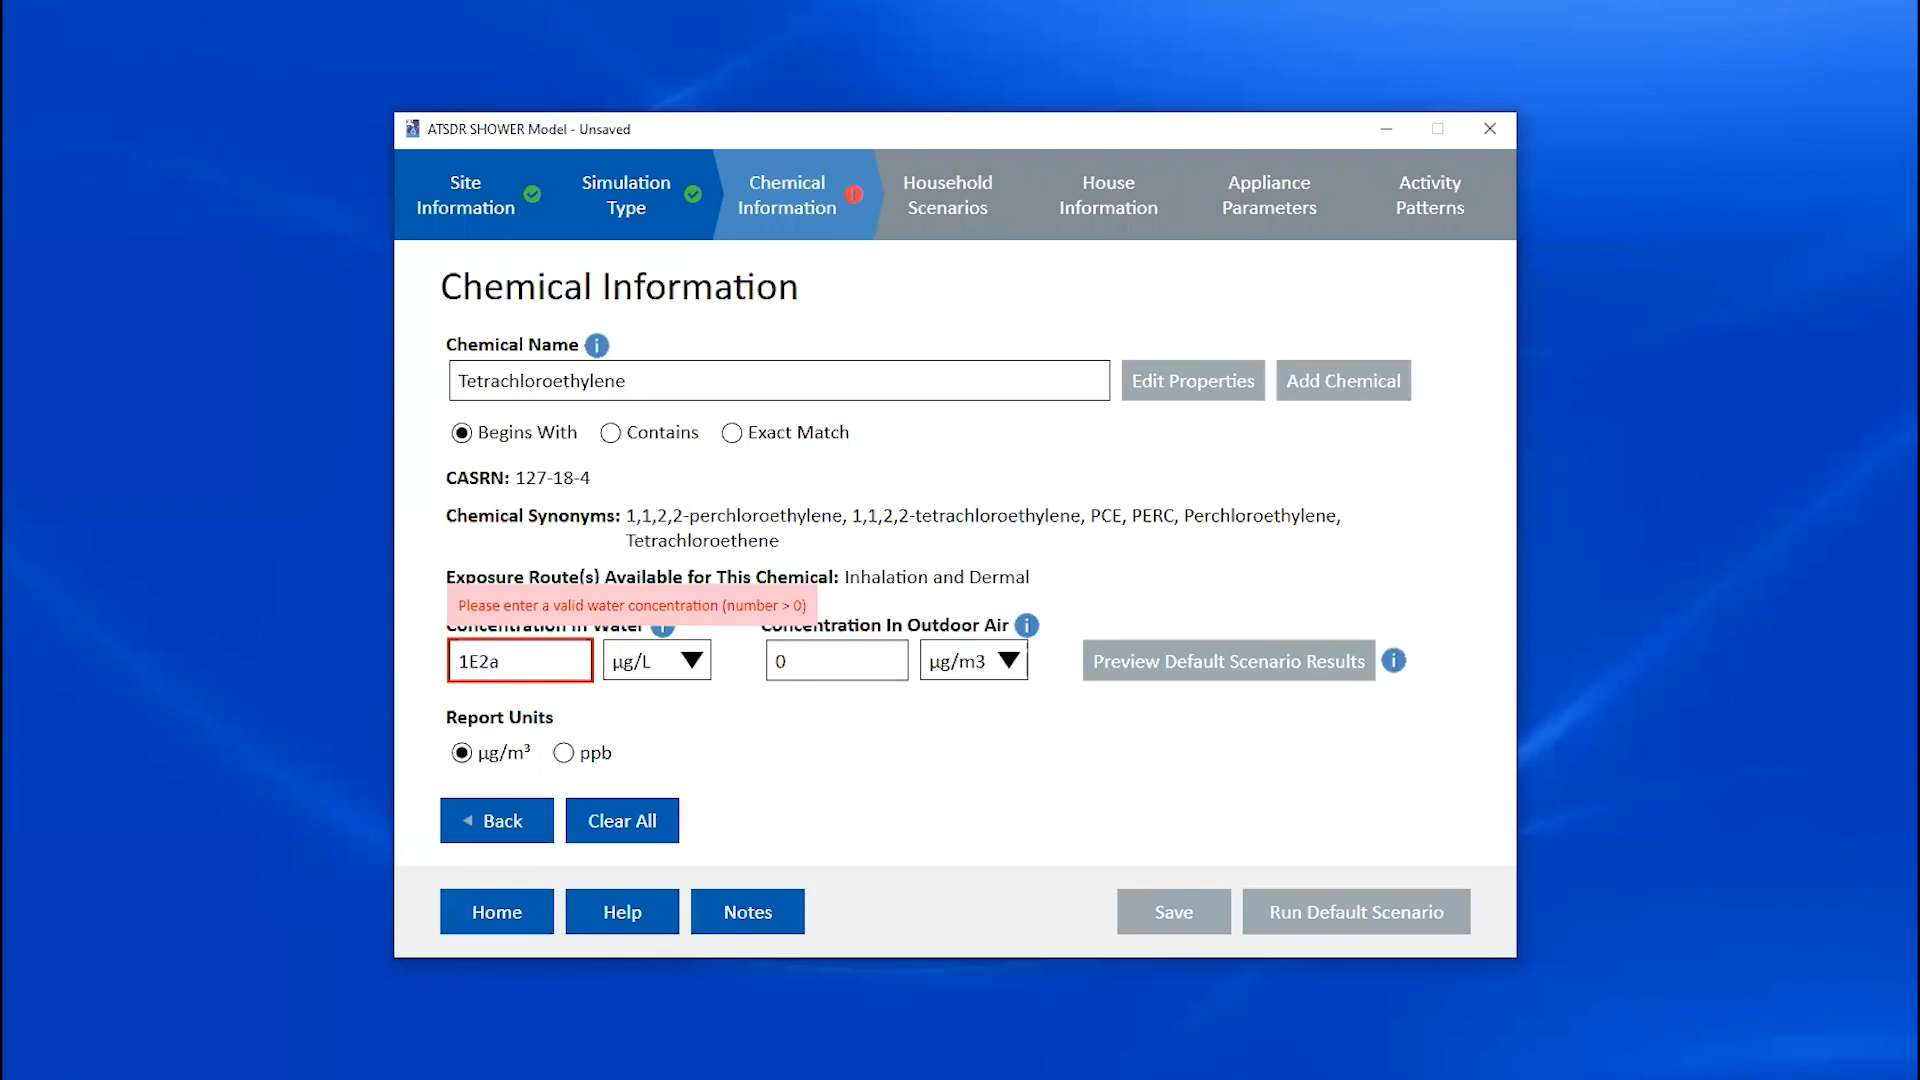 ATSDR SHOWER Model - Unsaved
Site Information
Simulation Type
Chemical Information
Household Scenarios
House Information
Appliance Parameters
Activity Patterns
Chemical Information
Chemical Name
Tetrachloroethylene
Edit Properties
Add Chemical
Begins With
Contains
Exact Match
CASRN: 127-18-4
Chemical Synonyms: 1,1,2,2-perchloroethylene, 1,1,2,2-tetrachloroethylene, PCE, PERC, Perchloroethylene,
Tetrachloroethene
Exposure Route(s) Available for This Chemical: Inhalation and Dermal
Please enter a valid water concentration (number > 0)
Concentration In Water
Concentration In Outdoor Air
1E2a
µg/L
0
µg/m3
Preview Default Scenario Results
Report Units
µg/m³
ppb
Back
Clear All
Home
Help
Notes
Save
Run Default Scenario